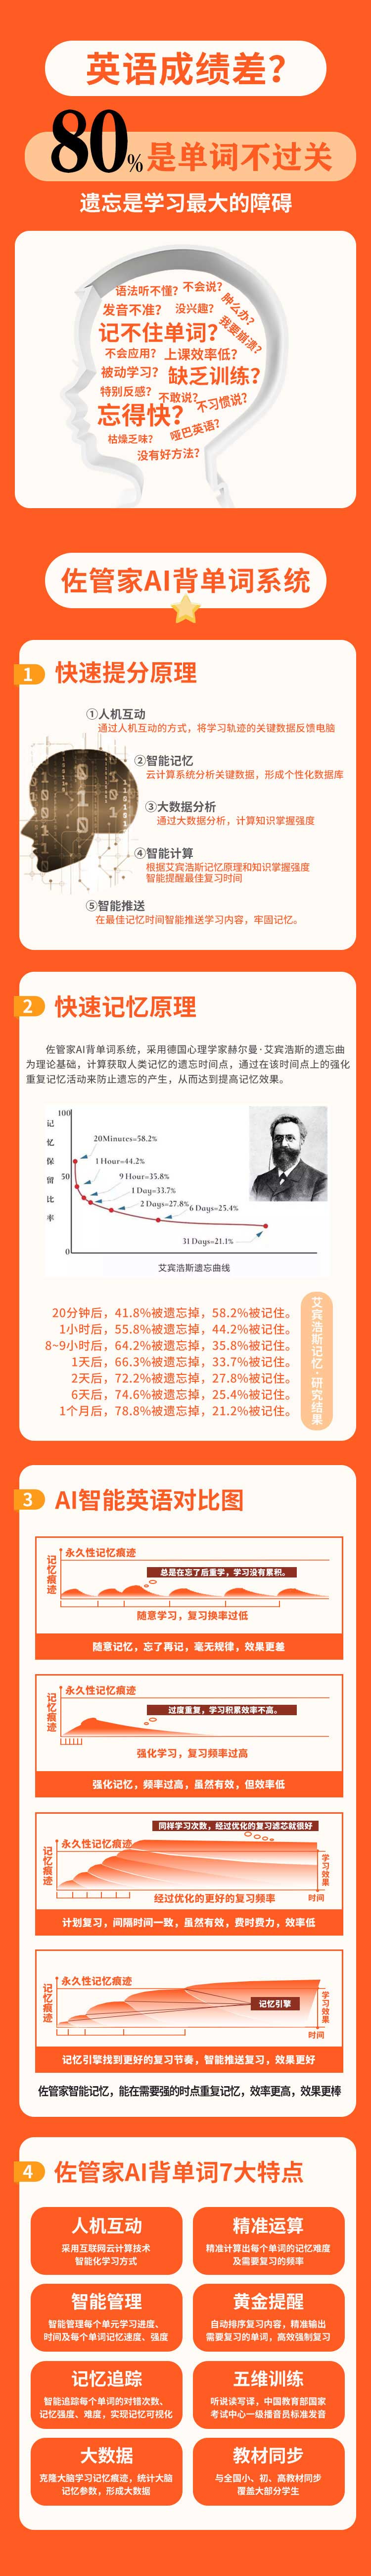 英语成绩差？
80%是单词不过关
遗忘是学习最大的障碍
语法听不懂？
不会说？
肿么办？
发音不准？
没兴趣？
我要崩溃？
记不住单词？
不会应用？
上课效率低？
被动学习？
缺乏训练？
特别反感？
不敢说？
不习惯说？
忘得快？
枯燥乏味？
哑巴英语？
没有好方法？
佐管家AI背单词系统
1 快速提分原理
①人机互动
通过人机互动的方式，将学习轨迹的关键数据反馈电脑
②智能记忆
云计算系统分析关键数据，形成个性化数据库
③大数据分析
通过大数据分析，计算知识掌握强度
④智能计算
根据艾宾浩斯记忆原理和知识掌握强度
智能提醒最佳复习时间
⑤智能推送
在最佳记忆时间智能推送学习内容，牢固记忆。
2 快速记忆原理
佐管家AI背单词系统，采用德国心理学家赫尔曼·艾宾浩斯的遗忘曲
为理论基础，计算获取人类记忆的遗忘时间点，通过在该时间点上的强化
重复记忆活动来防止遗忘的产生，从而达到提高记忆效果。
记忆保留比率
100
50
0
20Minutes=58.2%
1 Hour=44.2%
9 Hour=35.8%
1 Day=33.7%
2 Days=27.8%
6 Days=25.4%
31 Days=21.1%
艾宾浩斯遗忘曲线
20分钟后，41.8%被遗忘掉，58.2%被记住。
1小时后，55.8%被遗忘掉，44.2%被记住。
8~9小时后，64.2%被遗忘掉，35.8%被记住。
1天后，66.3%被遗忘掉，33.7%被记住。
2天后，72.2%被遗忘掉，27.8%被记住。
6天后，74.6%被遗忘掉，25.4%被记住。
1个月后，78.8%被遗忘掉，21.2%被记住。
艾宾浩斯记忆·研究结果
3 AI智能英语对比图
记忆痕迹
永久性记忆痕迹
总是在忘了后重学，学习没有累积。
随意学习，复习换率过低
随意记忆，忘了再记，毫无规律，效果更差
记忆痕迹
永久性记忆痕迹
过度重复，学习积累效率不高。
强化学习，复习频率过高
强化记忆，频率过高，虽然有效，但效率低
同样学习次数，经过优化的复习滤芯就很好
记忆痕迹
永久性记忆痕迹
学习效果
经过优化的更好的复习频率
时间
计划复习，间隔时间一致，虽然有效，费时费力，效率低
记忆痕迹
永久性记忆痕迹
记忆引擎
学习效果
时间
记忆引擎找到更好的复习节奏，智能推送复习，效果更好
佐管家智能记忆，能在需要强的时点重复记忆，效率更高，效果更棒
4 佐管家AI背单词7大特点
人机互动
采用互联网云计算技术
智能化学习方式
精准运算
精准计算出每个单词的记忆难度
及需要复习的频率
智能管理
智能管理每个单元学习进度、
时间及每个单词记忆速度、强度
黄金提醒
自动排序复习内容，精准输出
需要复习的单词，高效强制复习
记忆追踪
智能追踪每个单词的对错次数、
记忆强度、难度，实现记忆可视化
五维训练
听说读写译，中国教育部国家
考试中心一级播音员标准发音
大数据
克隆大脑学习记忆痕迹，统计大脑
记忆参数，形成大数据
教材同步
与全国小、初、高教材同步
覆盖大部分学生